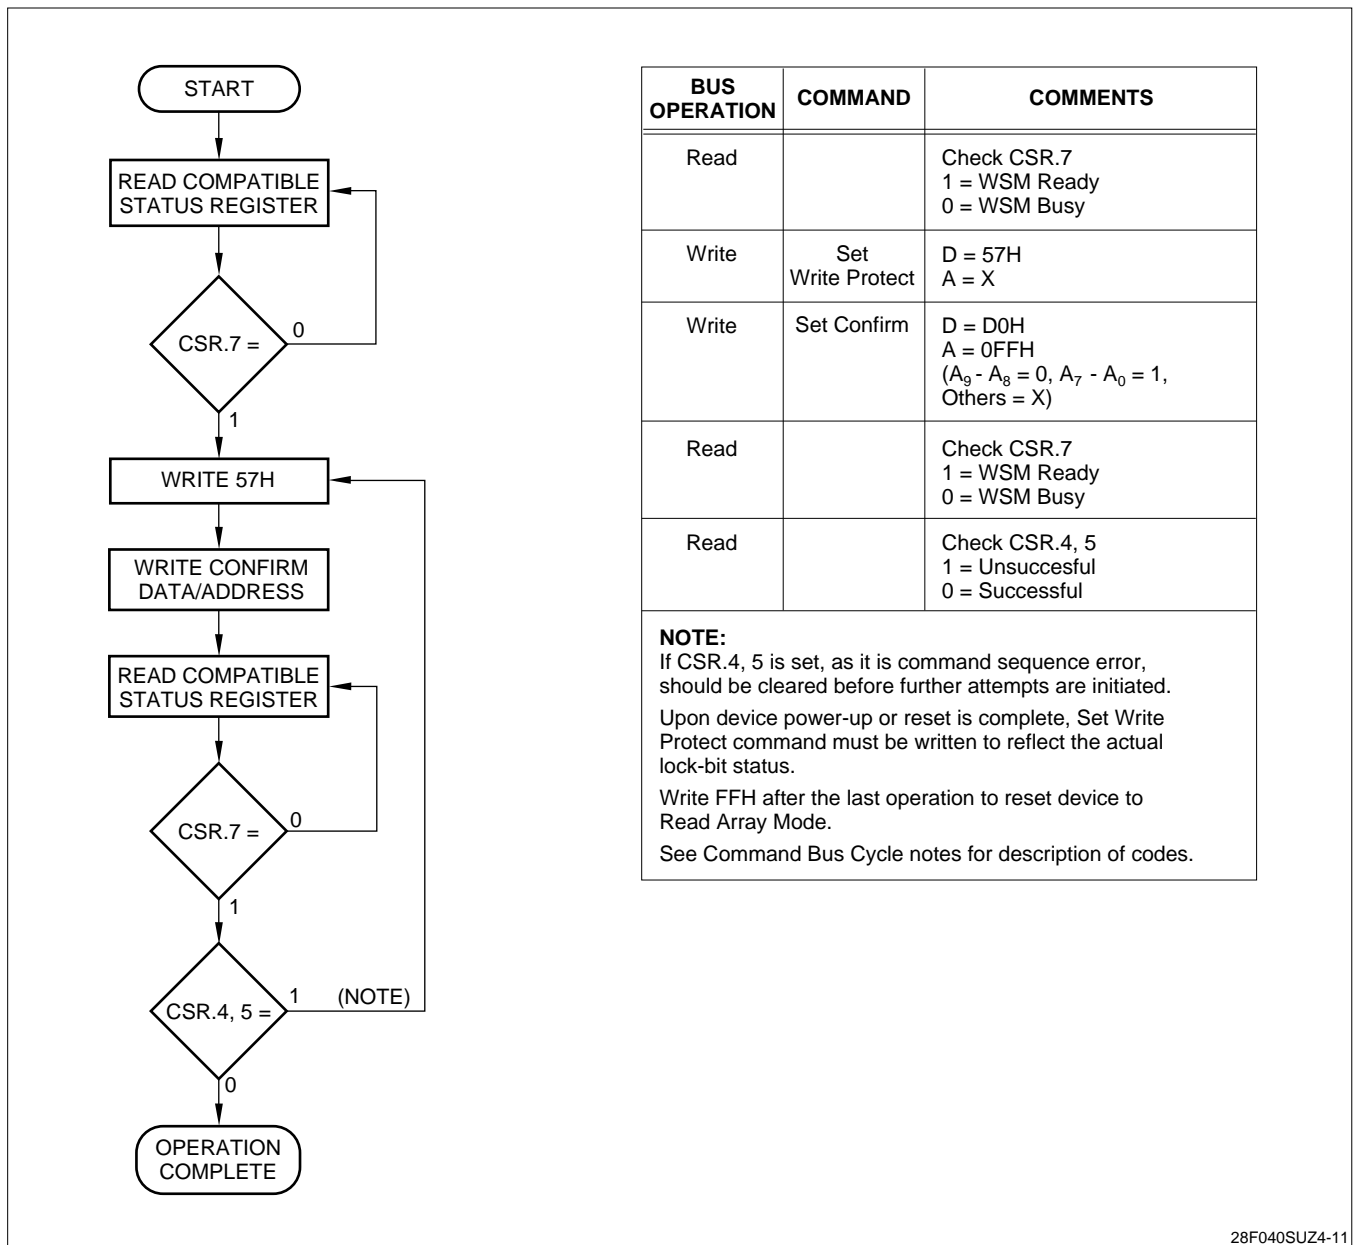 START
READ COMPATIBLE
STATUS REGISTER
CSR.7 =
0
1
WRITE 57H
WRITE CONFIRM
DATA/ADDRESS
READ COMPATIBLE
STATUS REGISTER
CSR.7 =
0
1
CSR.4, 5 =
1
(NOTE)
0
OPERATION
COMPLETE
BUS
OPERATION
COMMAND
COMMENTS
Read
Check CSR.7
1 = WSM Ready
0 = WSM Busy
Write
Set
Write Protect
D = 57H
A = X
Write
Set Confirm
D = D0H
A = 0FFH
(A9 - A8 = 0, A7 - A0 = 1,
Others = X)
Read
Check CSR.7
1 = WSM Ready
0 = WSM Busy
Read
Check CSR.4, 5
1 = Unsuccesful
0 = Successful
NOTE:
If CSR.4, 5 is set, as it is command sequence error,
should be cleared before further attempts are initiated.
Upon device power-up or reset is complete, Set Write
Protect command must be written to reflect the actual
lock-bit status.
Write FFH after the last operation to reset device to
Read Array Mode.
See Command Bus Cycle notes for description of codes.
28F040SUZ4-11